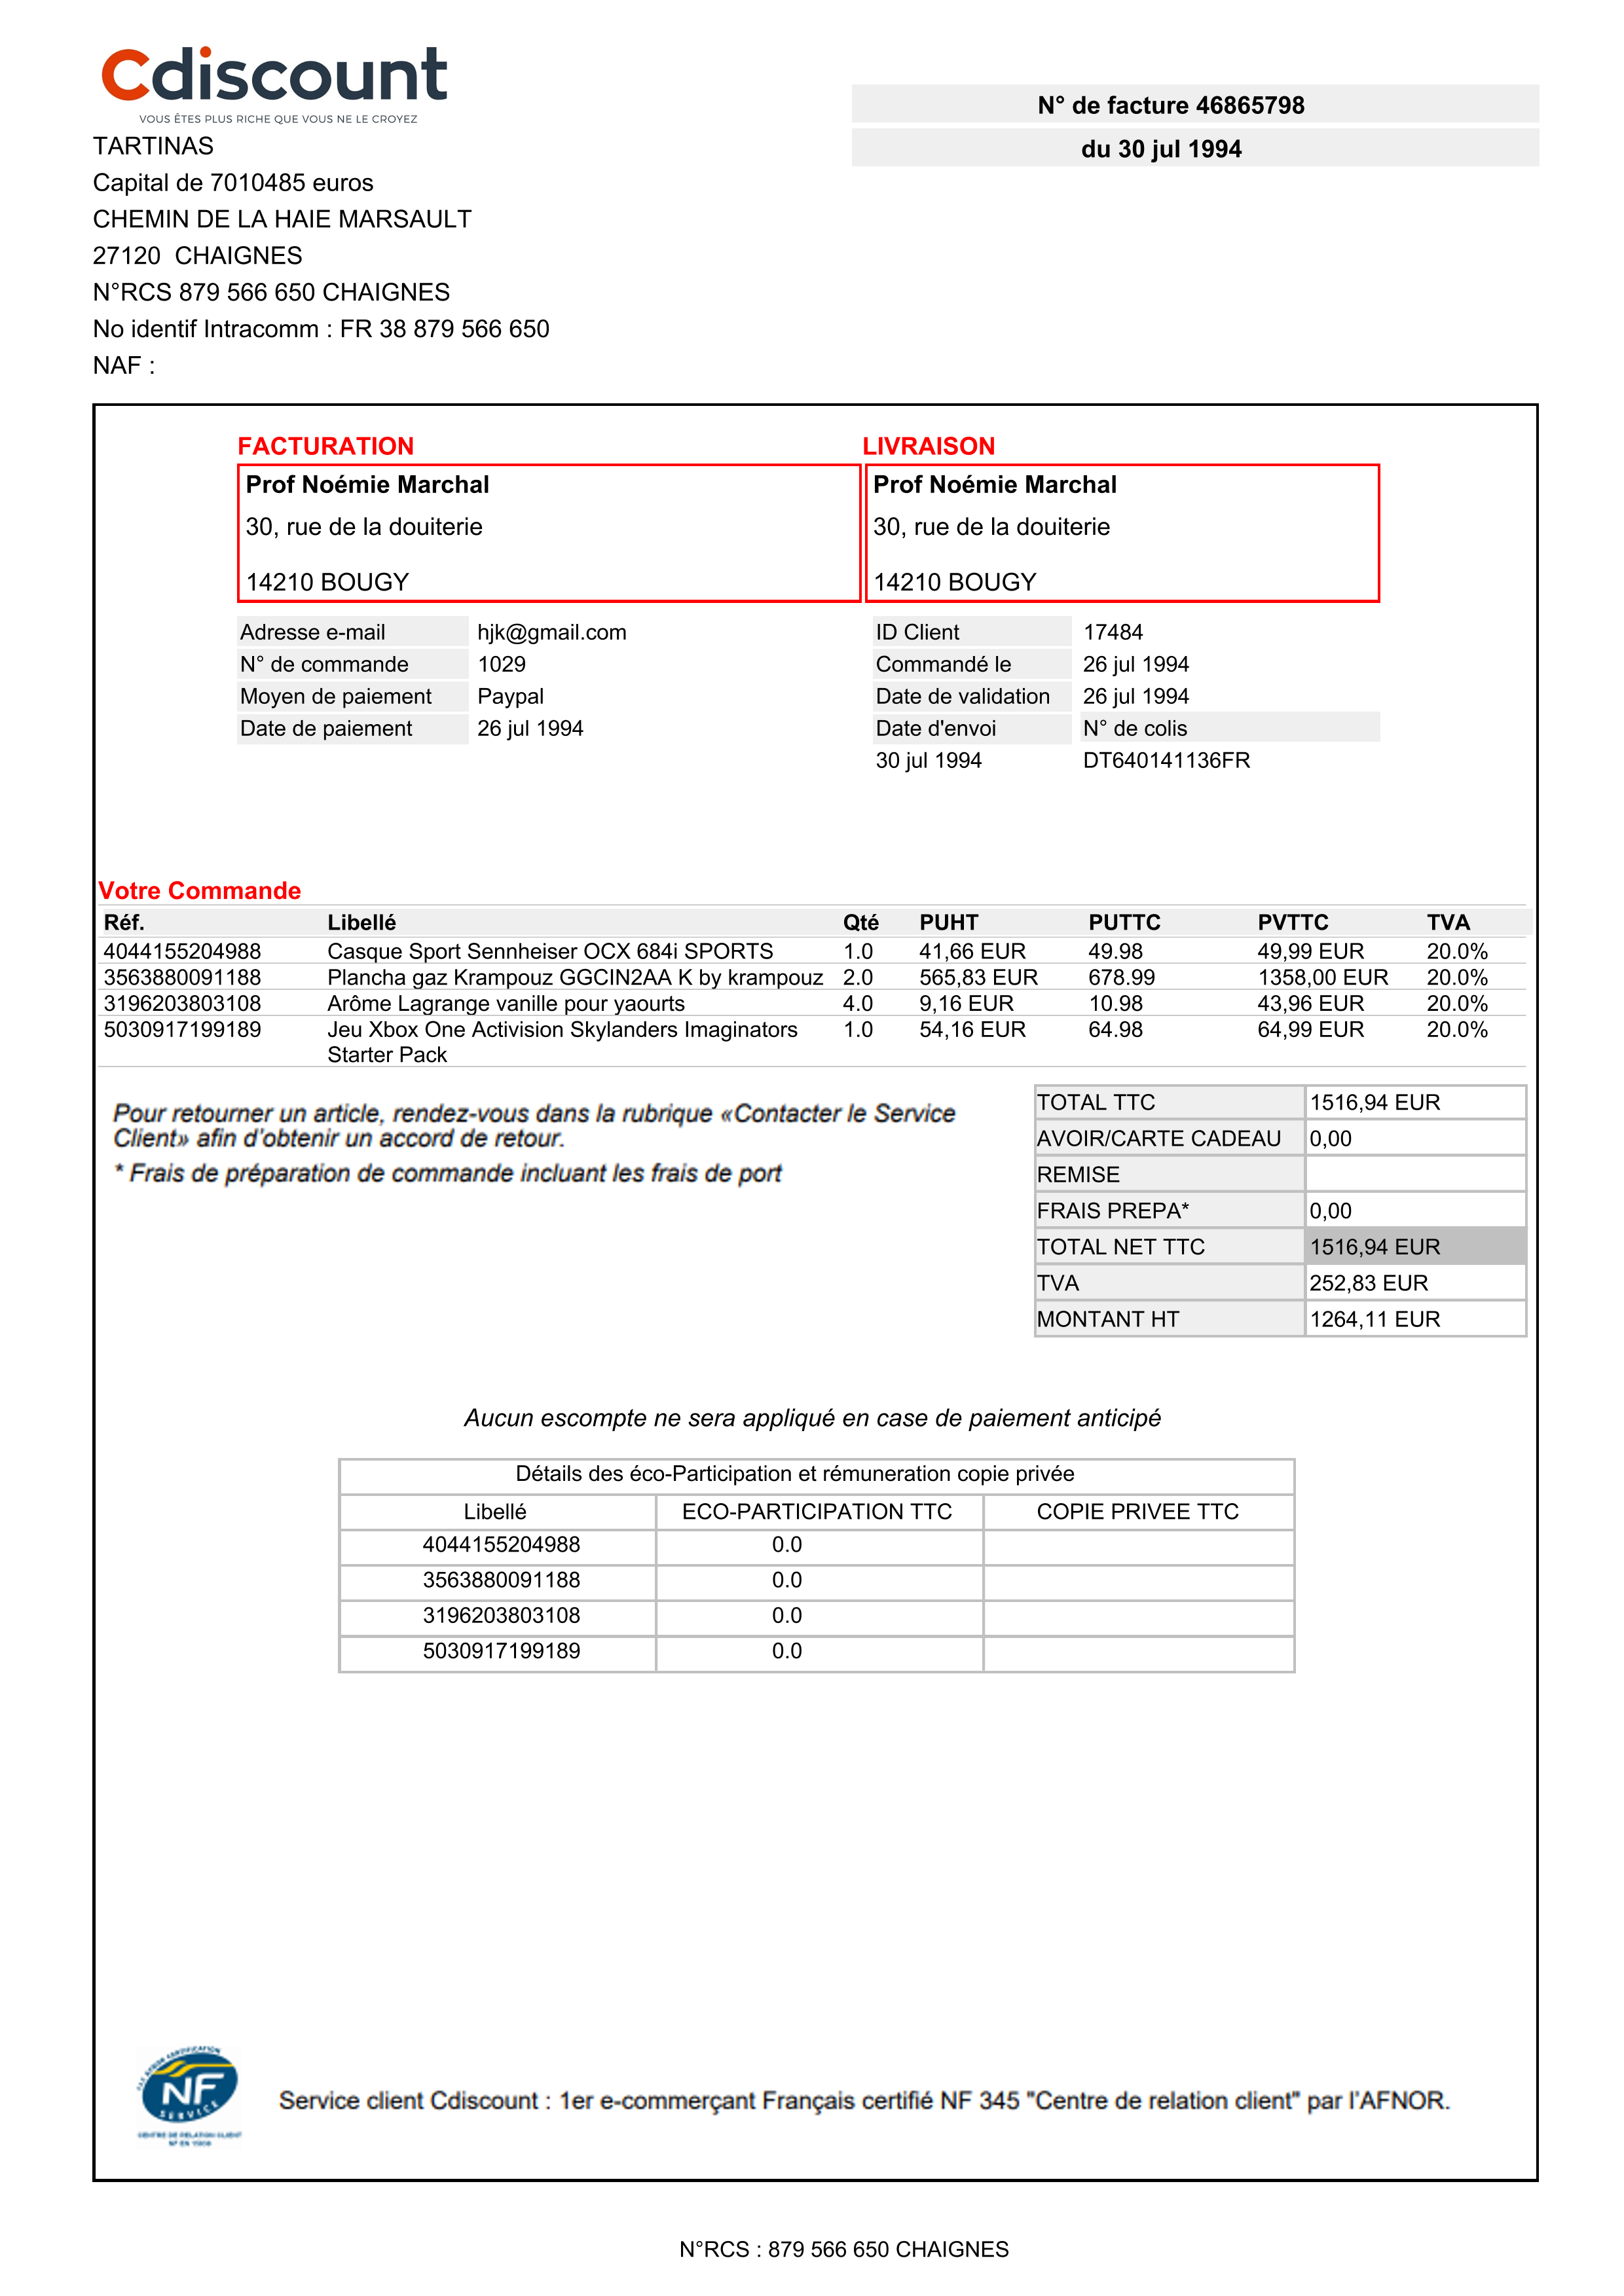 Cdiscount
VOUS ÊTES PLUS RICHE QUE VOUS NE LE CROYEZ
N° de facture 46865798
du 30 jul 1994
TARTINAS
Capital de 7010485 euros
CHEMIN DE LA HAIE MARSAULT
27120 CHAIGNES
N°RCS 879 566 650 CHAIGNES
No identif Intracomm : FR 38 879 566 650
NAF :
FACTURATION
Prof Noémie Marchal
30, rue de la douiterie
14210 BOUGY
LIVRAISON
Prof Noémie Marchal
30, rue de la douiterie
14210 BOUGY
Adresse e-mail hjk@gmail.com
N° de commande 1029
Moyen de paiement Paypal
Date de paiement 26 jul 1994
ID Client 17484
Commandé le 26 jul 1994
Date de validation 26 jul 1994
Date d'envoi N° de colis
30 jul 1994 DT640141136FR
Votre Commande
Réf. Libellé Qté PUHT PUTTC PVTTC TVA
4044155204988 Casque Sport Sennheiser OCX 684i SPORTS 1.0 41,66 EUR 49.98 49,99 EUR 20.0%
3563880091188 Plancha gaz Krampouz GGCIN2AA K by krampouz 2.0 565,83 EUR 678.99 1358,00 EUR 20.0%
3196203803108 Arôme Lagrange vanille pour yaourts 4.0 9,16 EUR 10.98 43,96 EUR 20.0%
5030917199189 Jeu Xbox One Activision Skylanders Imaginators 1.0 54,16 EUR 64.98 64,99 EUR 20.0%
Starter Pack
Pour retourner un article, rendez-vous dans la rubrique «Contacter le Service
Client» afin d'obtenir un accord de retour.
* Frais de préparation de commande incluant les frais de port
TOTAL TTC 1516,94 EUR
AVOIR/CARTE CADEAU 0,00
REMISE
FRAIS PREPA* 0,00
TOTAL NET TTC 1516,94 EUR
TVA 252,83 EUR
MONTANT HT 1264,11 EUR
Aucun escompte ne sera appliqué en case de paiement anticipé
Détails des éco-Participation et rémuneration copie privée
Libellé ECO-PARTICIPATION TTC COPIE PRIVEE TTC
4044155204988 0.0
3563880091188 0.0
3196203803108 0.0
5030917199189 0.0
NF
SERVICE
CENTRE DE RELATION CLIENT
Service client Cdiscount : 1er e-commerçant Français certifié NF 345 "Centre de relation client" par l'AFNOR.
N°RCS : 879 566 650 CHAIGNES